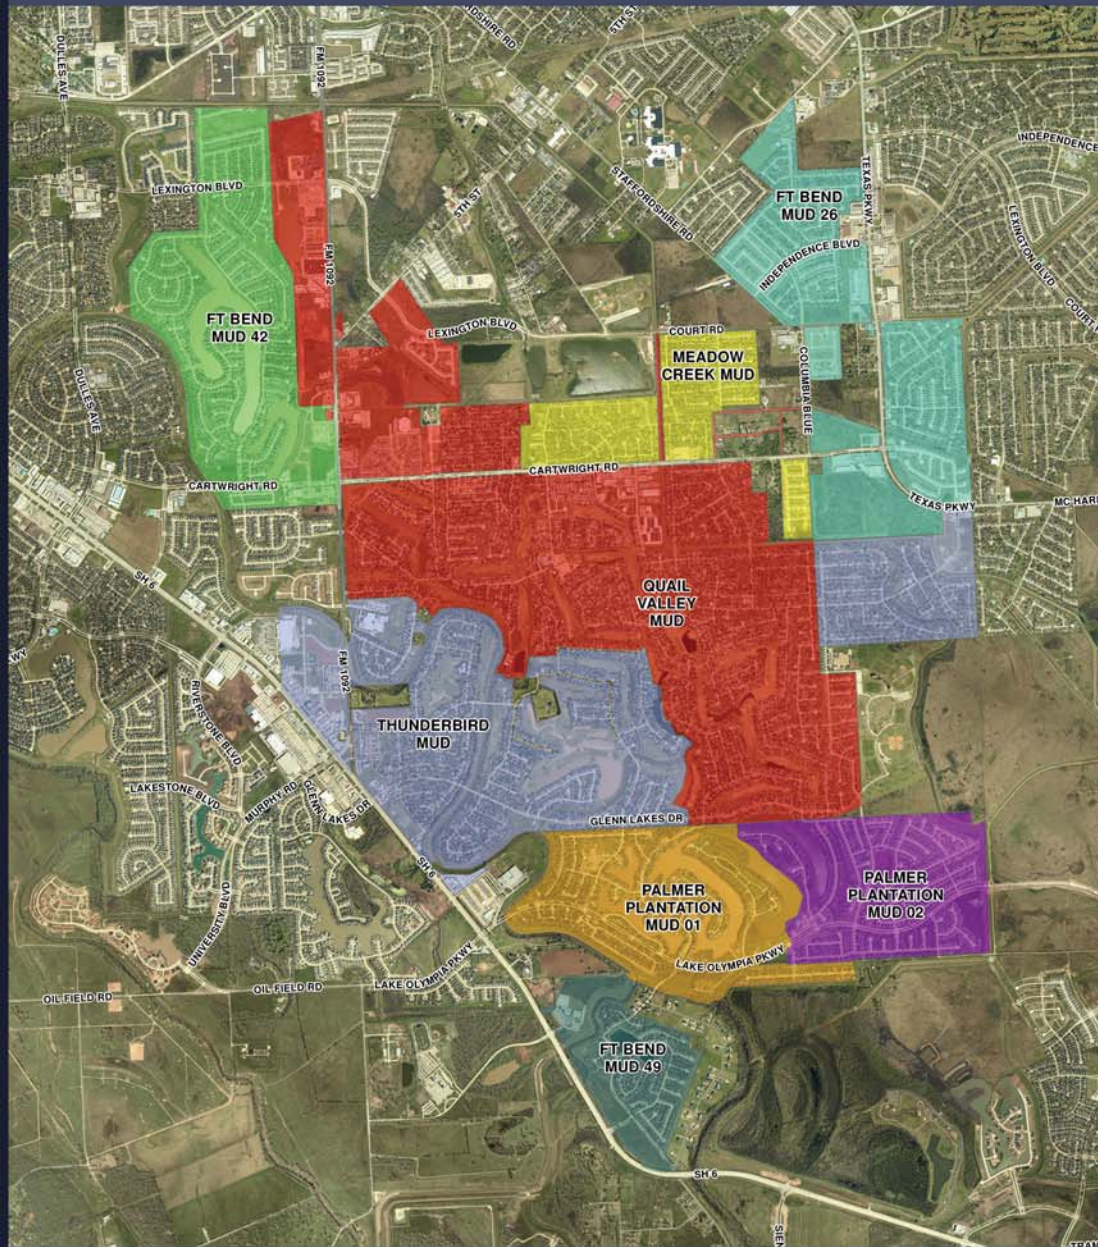 DSHIRE RD
5TH ST
DULLES AVE
FM 1092
INDEPENDENCE
LEXINGTON BLVD
5TH ST
STAFFORDSHIRE RD
TEXAS PKWY
FT BEND
MUD 26
LEXINGTON BLVD
INDEPENDENCE BLVD
FM 1092
FT BEND
MUD 42
LEXINGTON BLVD
COURT RD
COURT
MEADOW
CREEK MUD
COLUMBIA BLUE
DULLES AVE
CARTWRIGHT RD
CARTWRIGHT RD
TEXAS PKWY
MC HAR
SH 6
QUAIL
VALLEY
MUD
WY
FM 1092
RIVERSTONE BLVD
THUNDERBIRD
MUD
LAKESTONE BLVD
MURPHY RD
GLENN LAKES DR
GLENN LAKES DR
SH 6
PALMER
PLANTATION
MUD 01
PALMER
PLANTATION
MUD 02
UNIVERSITY BLVD
LAKE OLYMPIA PKWY
LAKE OLYMPIA PKWY
OIL FIELD RD
OIL FIELD RD
FT BEND
MUD 49
SH 6
SIEN
TRAM